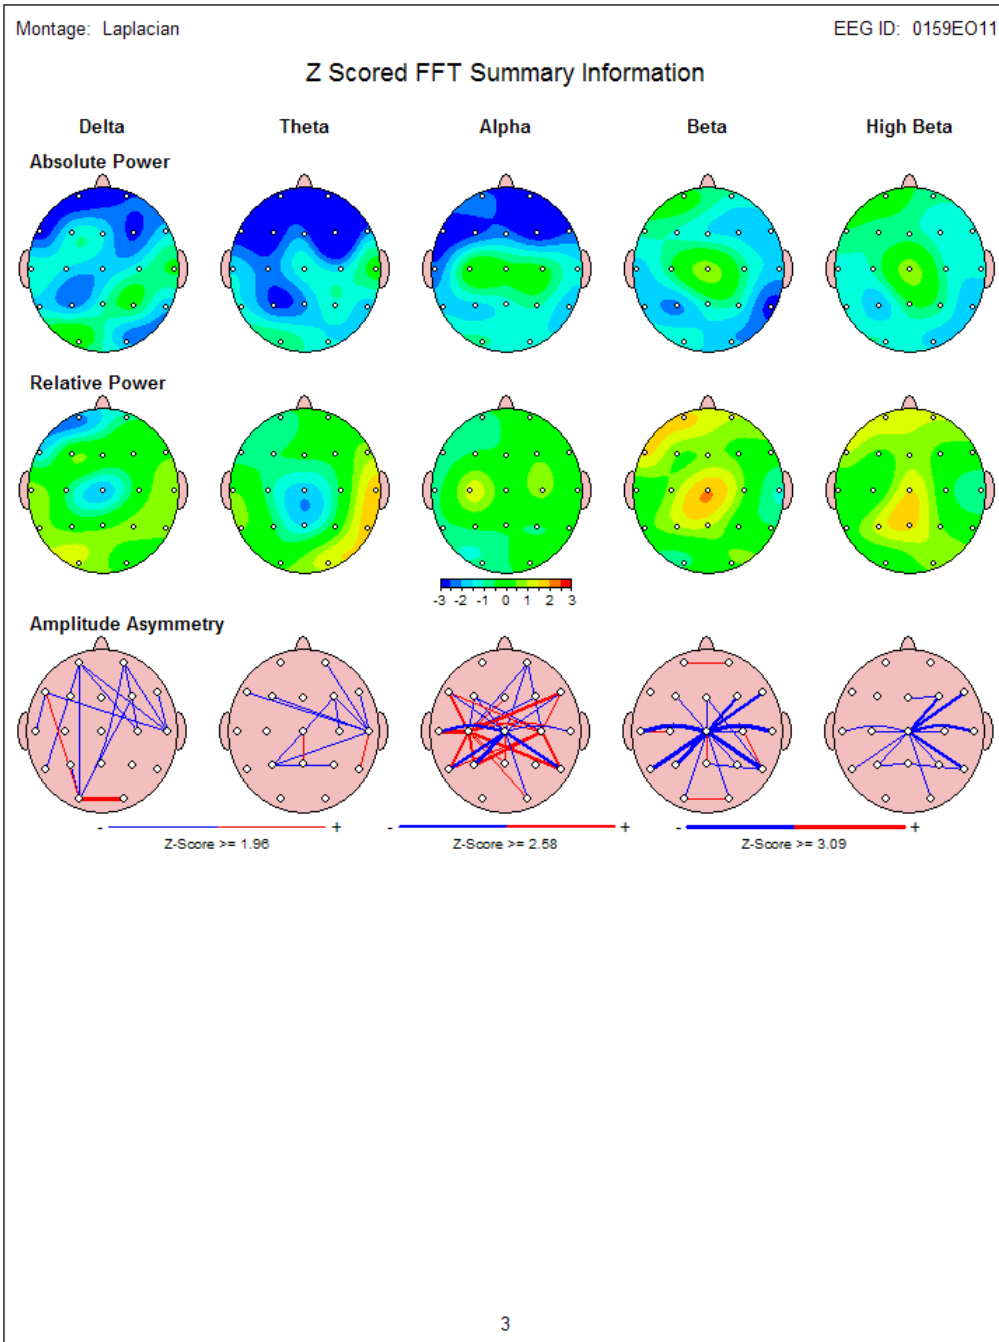 Montage: Laplacian EEG ID: 0159EO11
Z Scored FFT Summary Information
Delta Theta Alpha Beta High Beta
Absolute Power
Relative Power
-3 -2 -1 0 1 2 3
Amplitude Asymmetry
- + - + - +
Z-Score >= 1.96 Z-Score >= 2.58 Z-Score >= 3.09
3